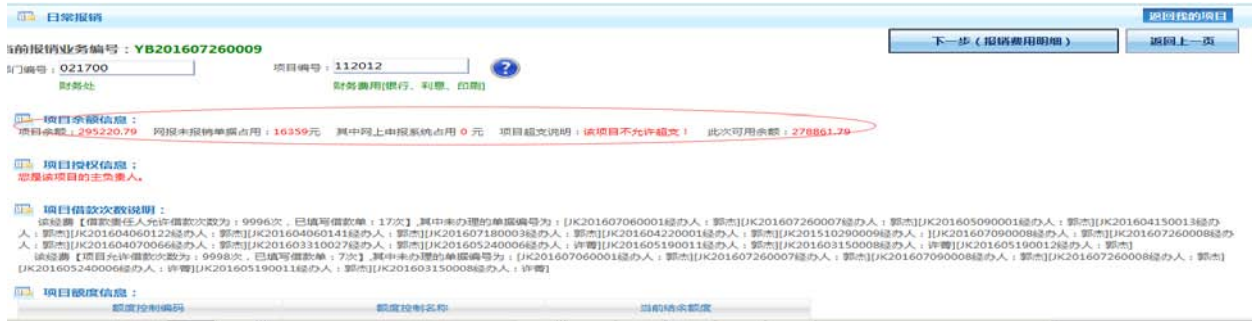 日常报销
返回我的项目
当前报销业务编号：YB201607260009
下一步（报销费用明细）
返回上一页
部门编号：021700
项目编号：112012
财务处
财务费用[银行、利息、印刷]
项目余额信息：
项目余额：295220.79 网报未报销单据占用：16359元 其中网上申报系统占用 0 元 项目超支说明：该项目不允许超支！ 此次可用余额：278861.79
项目授权信息：
您是该项目的主负责人。
项目借款次数说明：
该经费【借款责任人允许借款次数为：9996次，已填写借款单：17次】,其中未办理的单据编号为：[JK201607060001经办人：郭杰][JK201607260007经办人：郭杰][JK201605090001经办人：郭杰][JK201604150013经办
人：郭杰][JK201604060122经办人：郭杰][JK201604060141经办人：郭杰][JK201607180003经办人：郭杰][JK201604220001经办人：郭杰][JK201510290009经办人：][JK201607090008经办人：郭杰][JK201607260008经办
人：郭杰][JK201604070066经办人：郭杰][JK201603310027经办人：郭杰][JK201605240006经办人：许菁][JK201605190011经办人：郭杰][JK201603150008经办人：许菁][JK201605190012经办人：郭杰]
该经费【项目允许借款次数为：9998次，已填写借款单：7次】,其中未办理的单据编号为：[JK201607060001经办人：郭杰][JK201607260007经办人：郭杰][JK201607090008经办人：郭杰][JK201607260008经办人：郭杰]
[JK201605240006经办人：许菁][JK201605190011经办人：郭杰][JK201603150008经办人：许菁]
项目额度信息：
额度控制编码 额度控制名称 当前结余额度